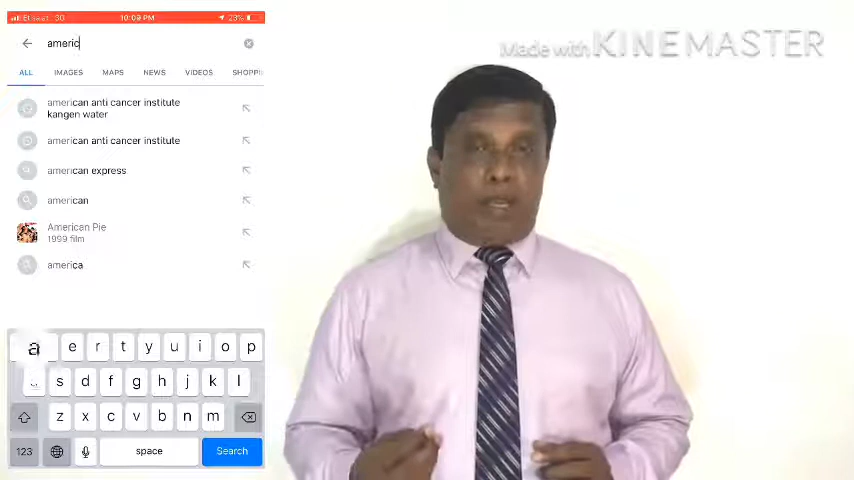 10:09 PM
23%
americ
ALL IMAGES MAPS NEWS VIDEOS SHOPPI
american anti cancer institute
kangen water
american anti cancer institute
american express
american
American Pie
1999 film
america
a e r t y u i o p
s d f g h j k l
z x c v b n m
123 space Search
Made with KINEMASTER